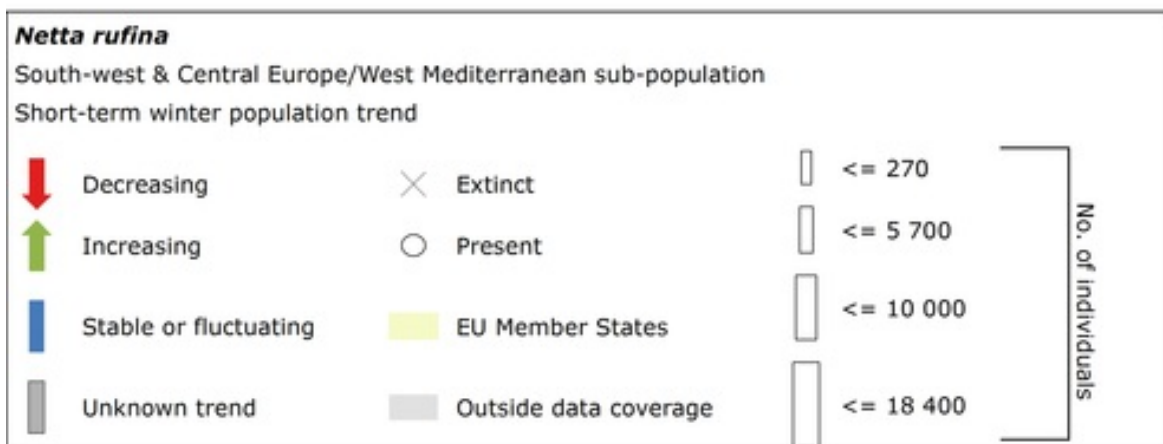 Netta rufina
South-west & Central Europe/West Mediterranean sub-population
Short-term winter population trend
Decreasing
Increasing
Stable or fluctuating
Unknown trend
Extinct
Present
EU Member States
Outside data coverage
<= 270
<= 5 700
<= 10 000
<= 18 400
No. of individuals